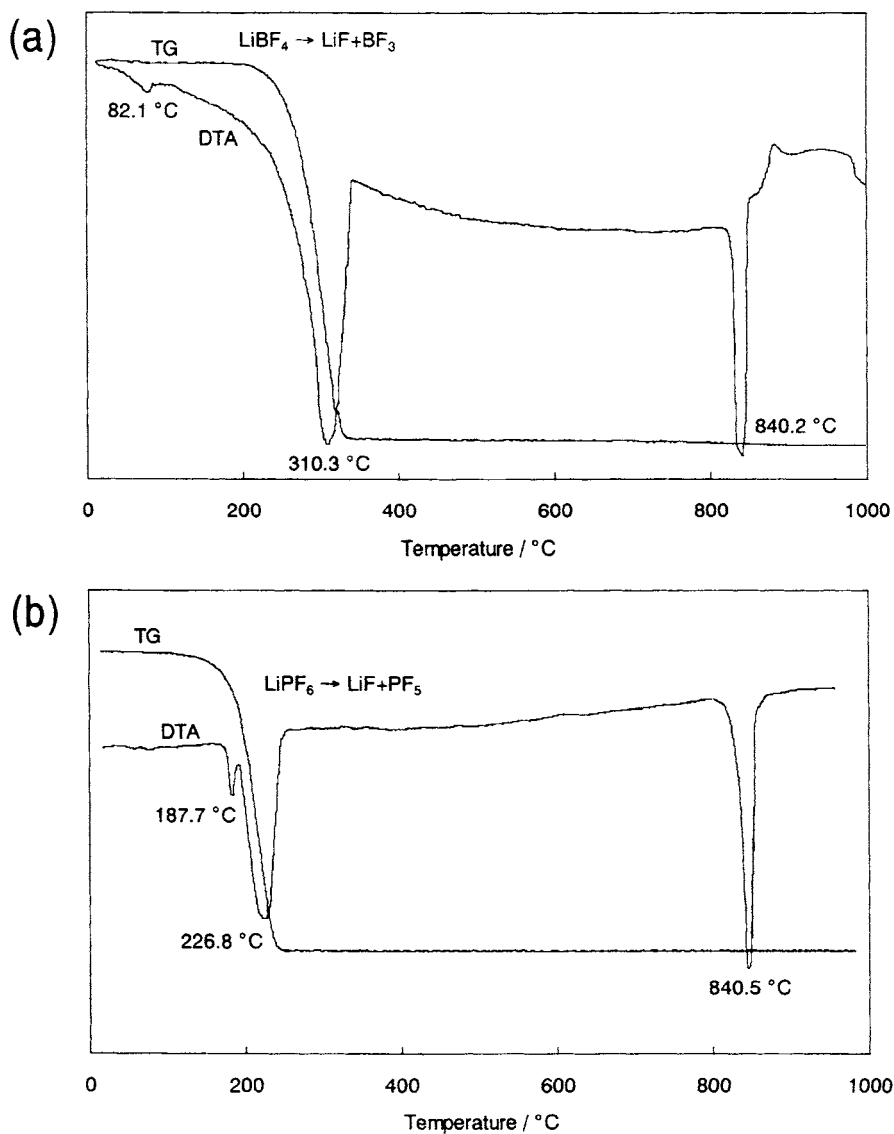 (a)
TG
LiBF₄ → LiF+BF₃
82.1 °C
DTA
840.2 °C
310.3 °C
0 200 400 600 800 1000
Temperature / °C
(b)
TG
LiPF₆ → LiF+PF₅
DTA
187.7 °C
226.8 °C
840.5 °C
0 200 400 600 800 1000
Temperature / °C